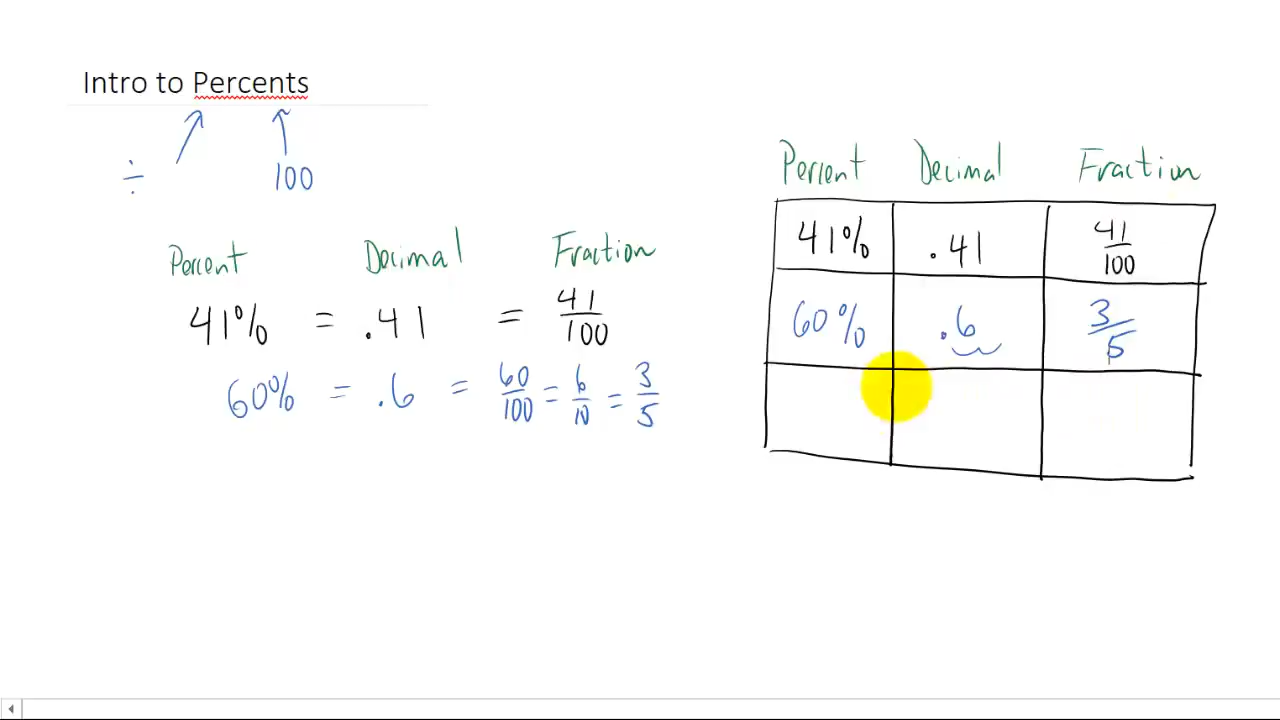 Intro to Percents
÷ 100
Percent Decimal Fraction
41% = .41 = 41/100
60% = .6 = 60/100 = 6/10 = 3/5
Percent Decimal Fraction
41% .41 41/100
60% .6 3/5